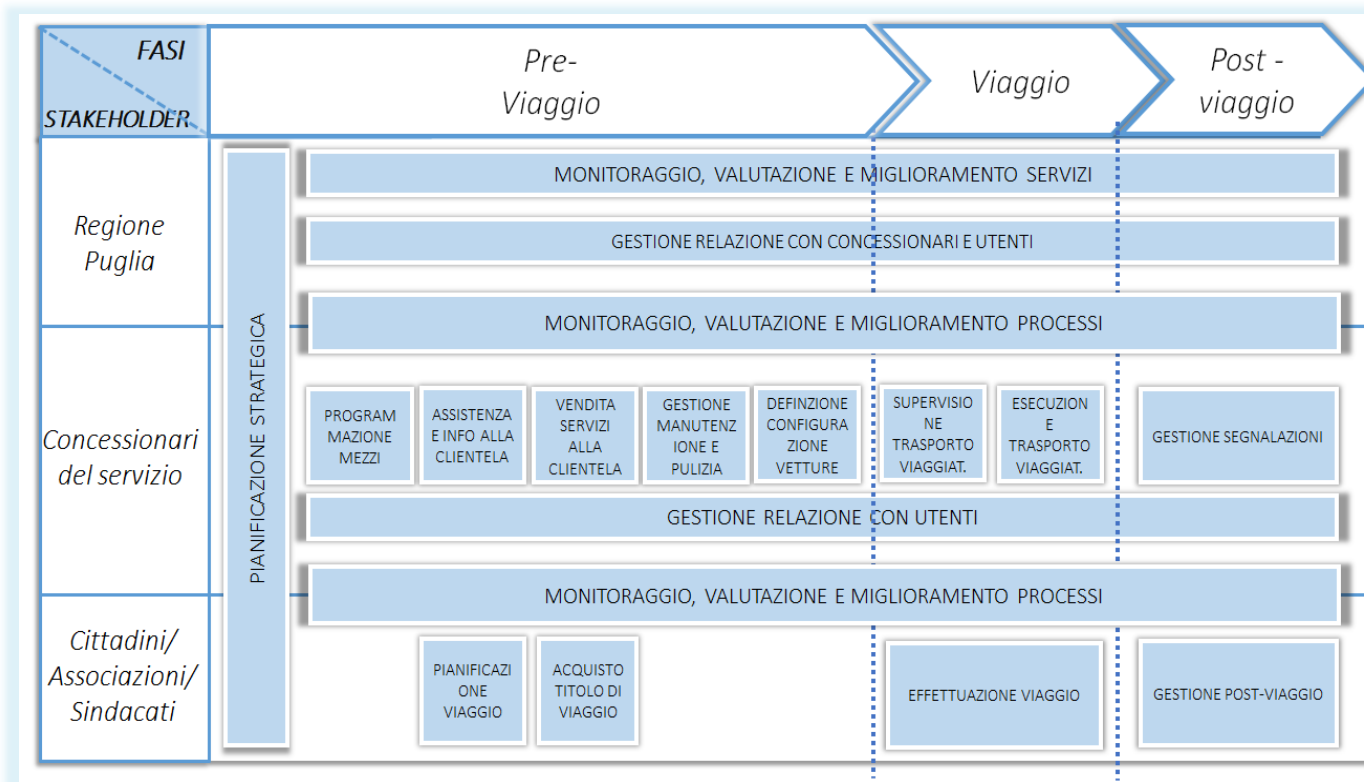 FASI
STAKEHOLDER
Pre-
Viaggio
Viaggio
Post -
viaggio
Regione
Puglia
Concessionari
del servizio
Cittadini/
Associazioni/
Sindacati
PIANIFICAZIONE STRATEGICA
MONITORAGGIO, VALUTAZIONE E MIGLIORAMENTO SERVIZI
GESTIONE RELAZIONE CON CONCESSIONARI E UTENTI
MONITORAGGIO, VALUTAZIONE E MIGLIORAMENTO PROCESSI
PROGRAM
MAZIONE
MEZZI
ASSISTENZA
E INFO ALLA
CLIENTELA
VENDITA
SERVIZI
ALLA
CLIENTELA
GESTIONE
MANUTENZ
IONE E
PULIZIA
DEFINZIONE
CONFIGURA
ZIONE
VETTURE
SUPERVISIO
NE
TRASPORTO
VIAGGIAT.
ESECUZION
E
TRASPORTO
VIAGGIAT.
GESTIONE SEGNALAZIONI
GESTIONE RELAZIONE CON UTENTI
MONITORAGGIO, VALUTAZIONE E MIGLIORAMENTO PROCESSI
PIANIFICAZI
ONE
VIAGGIO
ACQUISTO
TITOLO DI
VIAGGIO
EFFETTUAZIONE VIAGGIO
GESTIONE POST-VIAGGIO